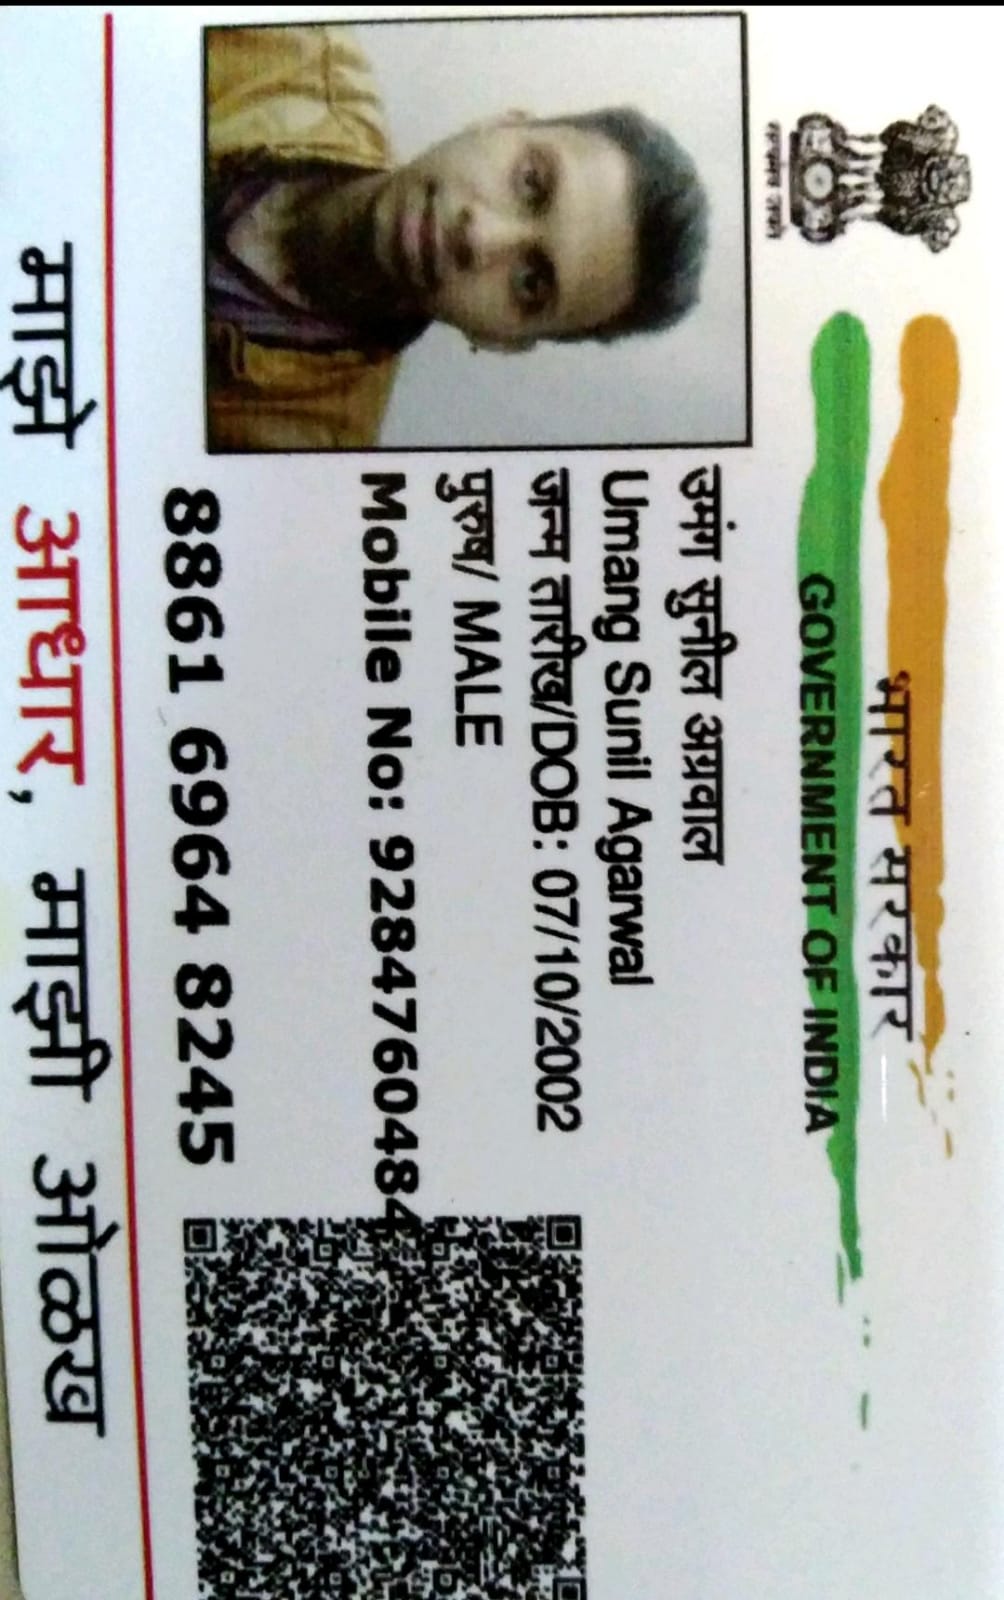 भारत सरकार
GOVERNMENT OF INDIA
सत्यमेव जयते
उमंग सुनील अग्रवाल
Umang Sunil Agarwal
जन्म तारीख/DOB: 07/10/2002
पुरुष/ MALE
Mobile No: 9284760484
8861 6964 8245
माझे आधार, माझी ओळख